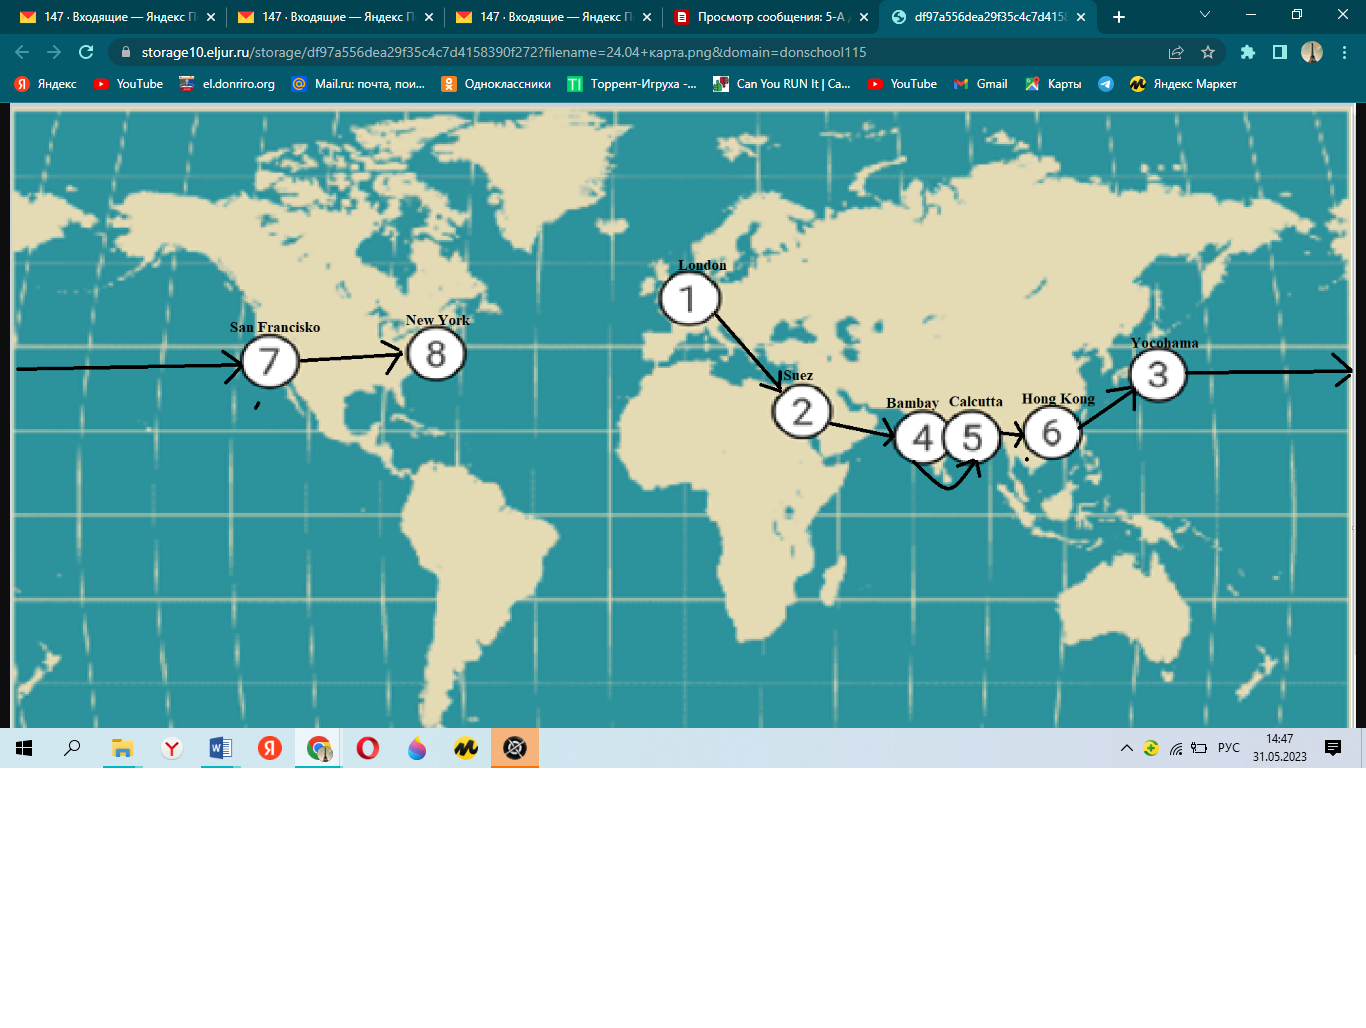 147 · Входящие — Яндекс П
147 · Входящие — Яндекс П
147 · Входящие — Яндекс П
Просмотр сообщения: 5-А
df97a556dea29f35c4c7d4158
storage10.eljur.ru/storage/df97a556dea29f35c4c7d4158390f272?filename=24.04+карта.png&domain=donschool115
Яндекс
YouTube
el.donriro.org
Mail.ru: почта, пои...
Одноклассники
Торрент-Игруха -...
Can You RUN It | Ca...
YouTube
Gmail
Карты
Яндекс Маркет
London
1
San Francisko
7
New York
8
Yocohama
3
Suez
2
Bambay
4
Calcutta
5
Hong Kong
6
РУС
14:47
31.05.2023